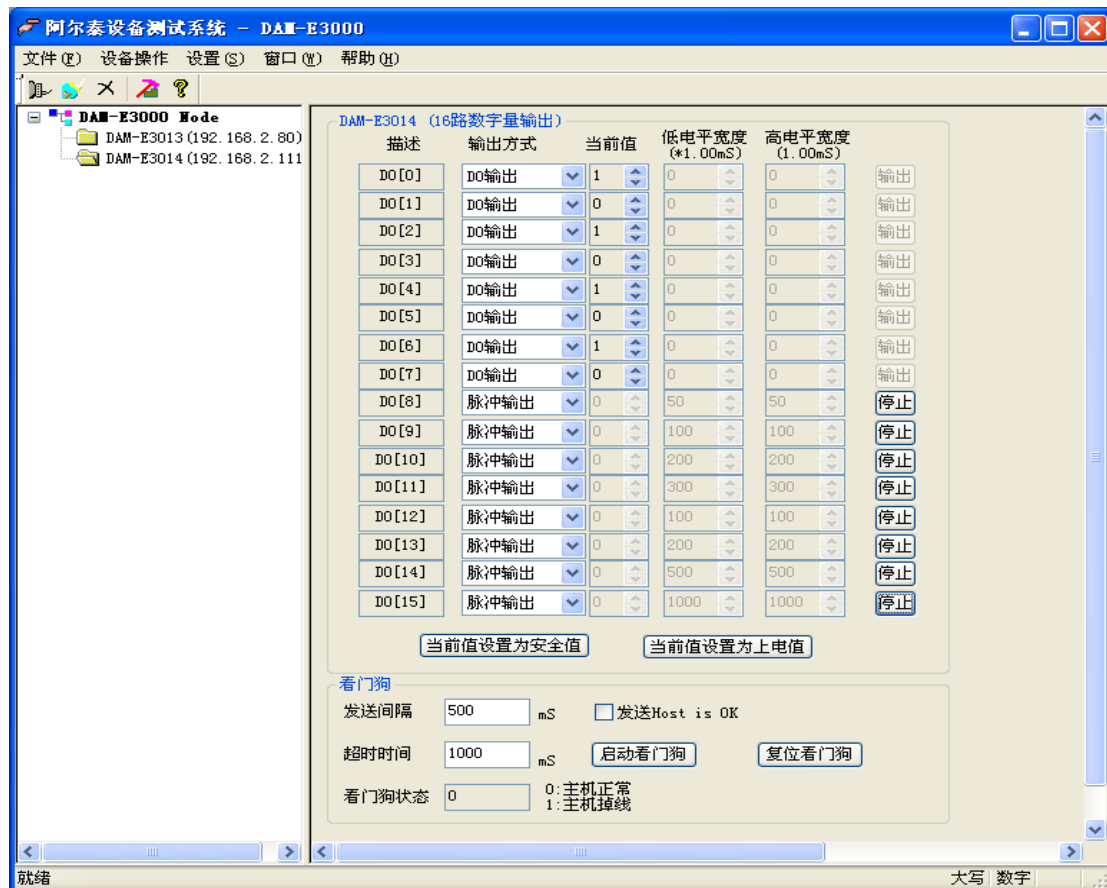 阿尔泰设备测试系统 - DAM-E3000
文件(F) 设备操作 设置(S) 窗口(W) 帮助(H)
DAM-E3000 Node
DAM-E3013(192.168.2.80)
DAM-E3014(192.168.2.111
DAM-E3014 (16路数字量输出)
描述 输出方式 当前值 低电平宽度 (*1.00mS) 高电平宽度 (1.00mS)
DO[0] DO输出 1 0 0 输出
DO[1] DO输出 0 0 0 输出
DO[2] DO输出 1 0 0 输出
DO[3] DO输出 0 0 0 输出
DO[4] DO输出 1 0 0 输出
DO[5] DO输出 0 0 0 输出
DO[6] DO输出 1 0 0 输出
DO[7] DO输出 0 0 0 输出
DO[8] 脉冲输出 0 50 50 停止
DO[9] 脉冲输出 0 100 100 停止
DO[10] 脉冲输出 0 200 200 停止
DO[11] 脉冲输出 0 300 300 停止
DO[12] 脉冲输出 0 100 100 停止
DO[13] 脉冲输出 0 200 200 停止
DO[14] 脉冲输出 0 500 500 停止
DO[15] 脉冲输出 0 1000 1000 停止
当前值设置为安全值 当前值设置为上电值
看门狗
发送间隔 500 mS 发送Host is OK
超时时间 1000 mS 启动看门狗 复位看门狗
看门狗状态 0 0:主机正常
1:主机掉线
就绪 大写 数字